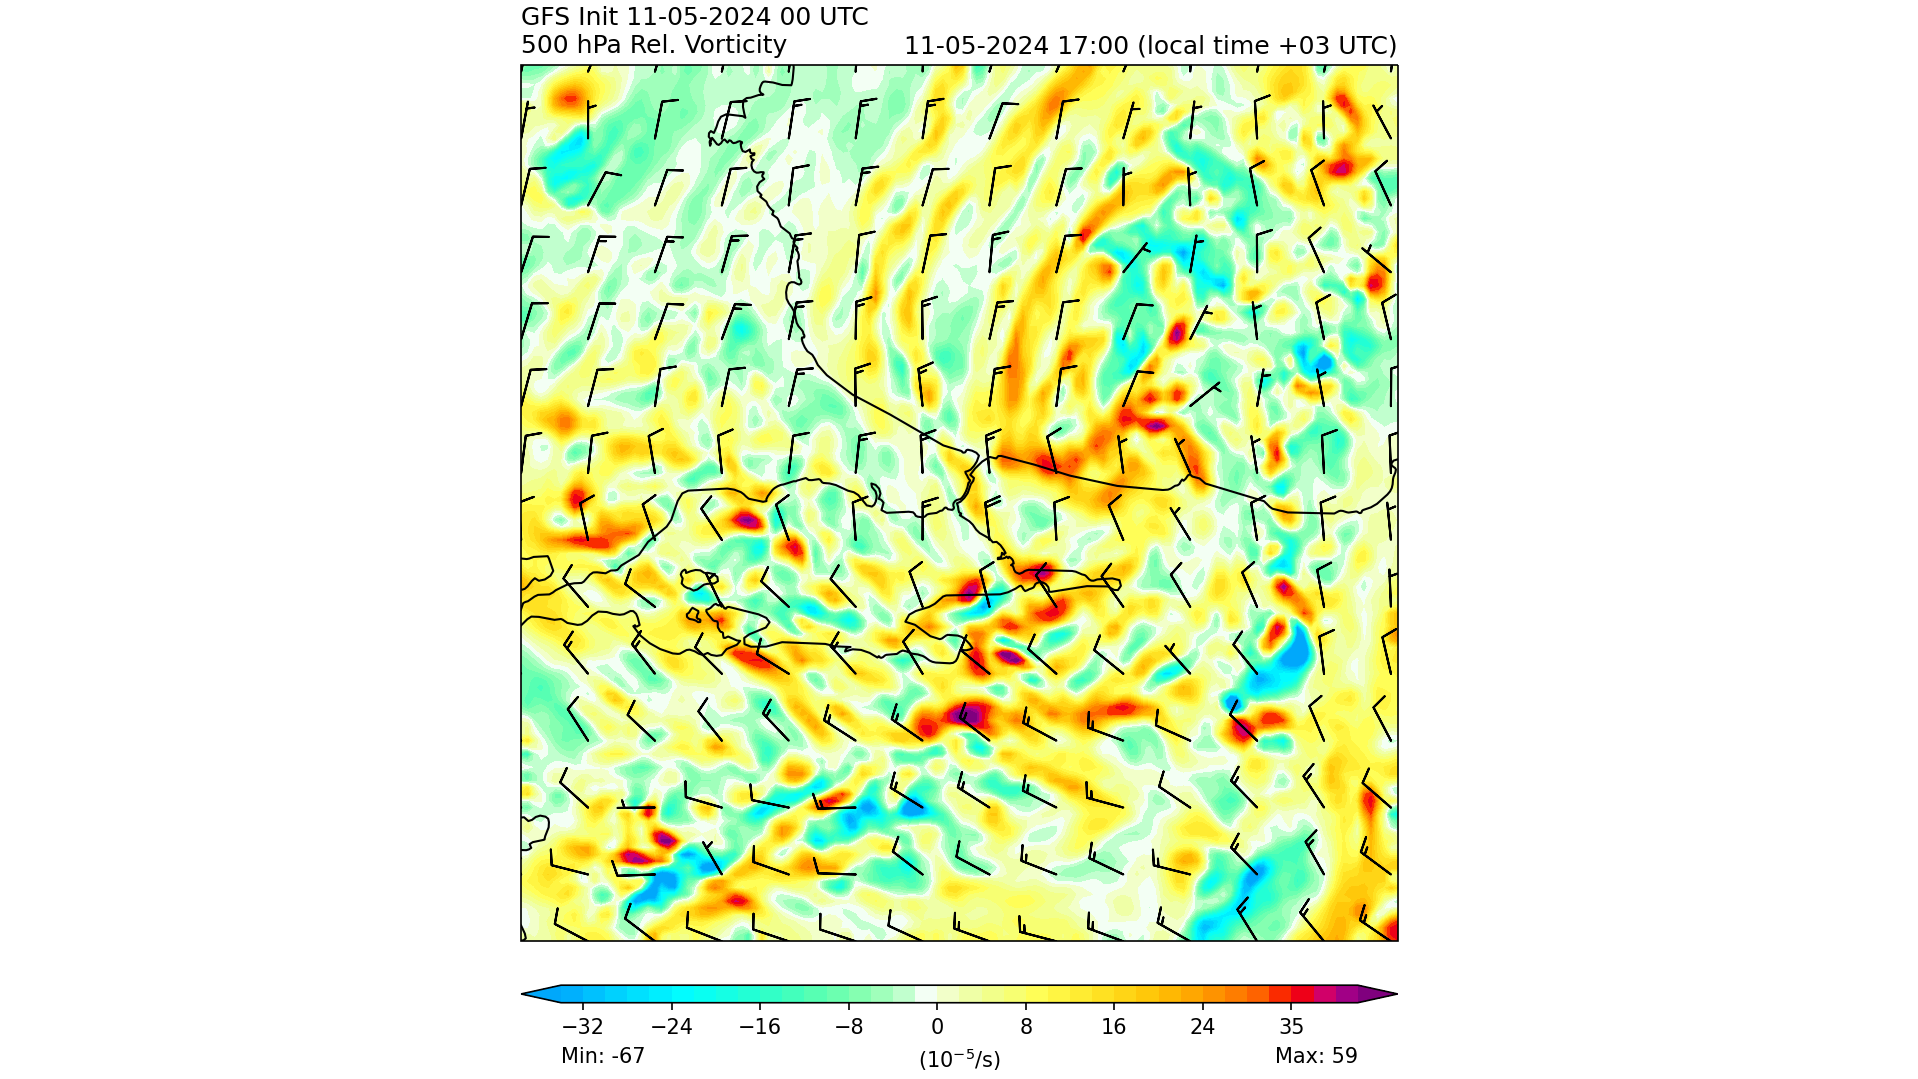 GFS Init 11-05-2024 00 UTC
500 hPa Rel. Vorticity
11-05-2024 17:00 (local time +03 UTC)
−32 −24 −16 −8 0 8 16 24 35
Min: -67
(10⁻⁵/s)
Max: 59